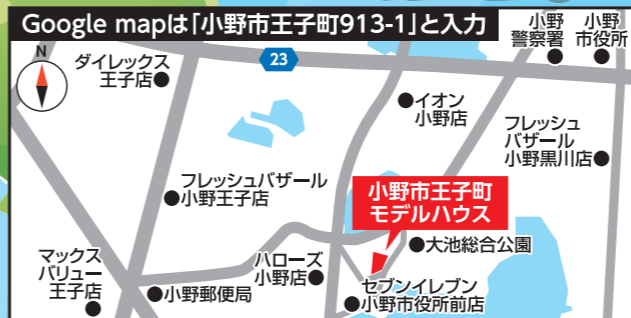 Google mapは「小野市王子町913-1」と入力
小野
警察署
小野
市役所
N
ダイレックス
王子店
23
イオン
小野店
フレッシュ
バザール
小野黒川店
フレッシュバザール
小野王子店
小野市王子町
モデルハウス
大池総合公園
マックス
バリュー
王子店
ハローズ
小野店
小野郵便局
セブンイレブン
小野市役所前店